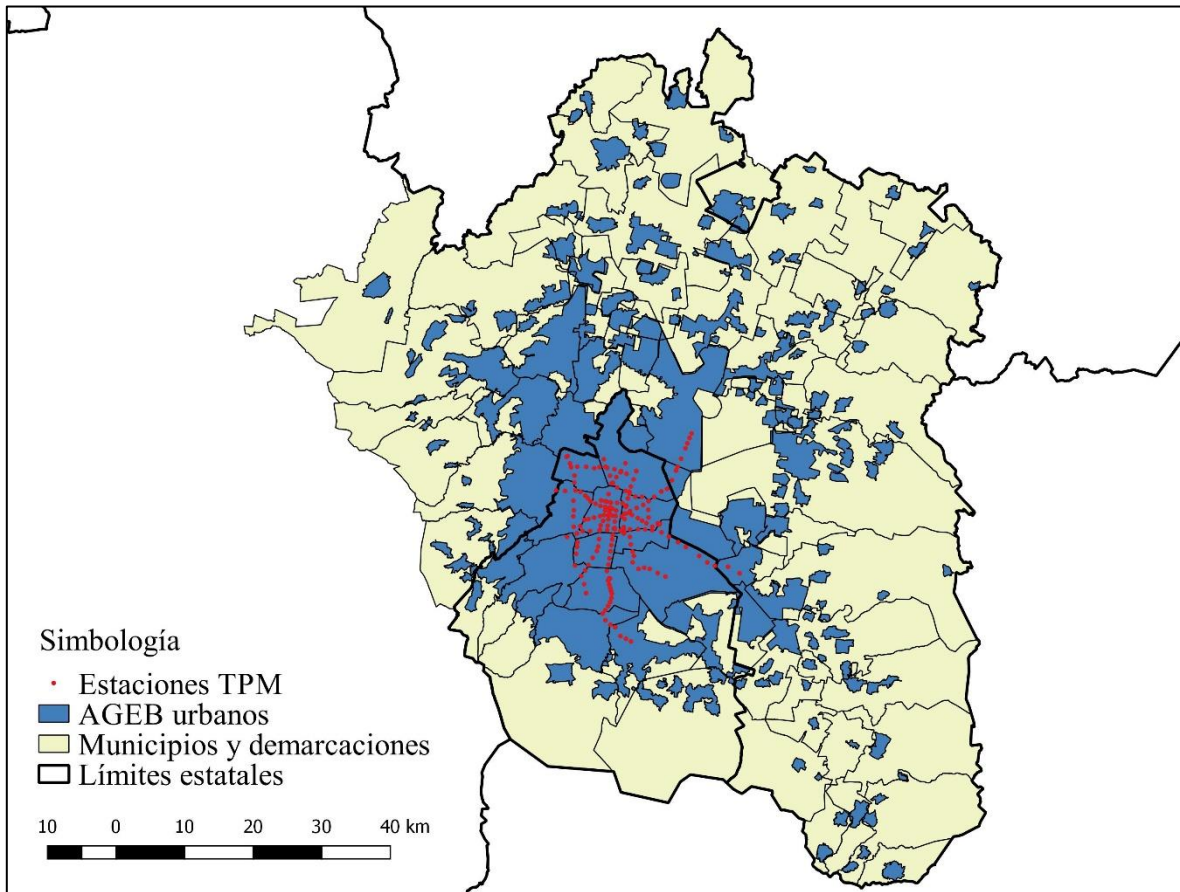 Simbología
Estaciones TPM
AGEB urbanos
Municipios y demarcaciones
Límites estatales
10 0 10 20 30 40 km